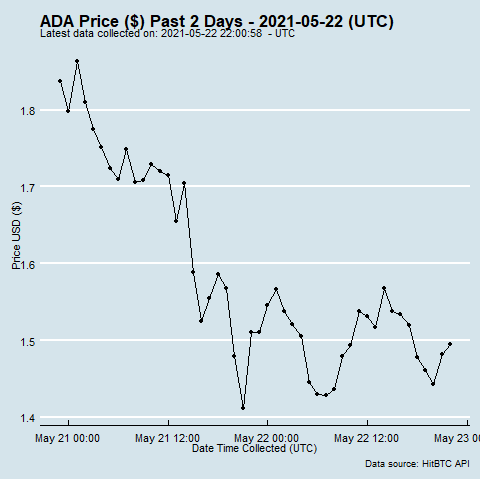 ADA Price ($) Past 2 Days - 2021-05-22 (UTC)
Latest data collected on: 2021-05-22 22:00:58 - UTC
1.8
1.7
1.6
1.5
1.4
Price USD ($)
May 21 00:00 May 21 12:00 May 22 00:00 May 22 12:00 May 23 00
Date Time Collected (UTC)
Data source: HitBTC API